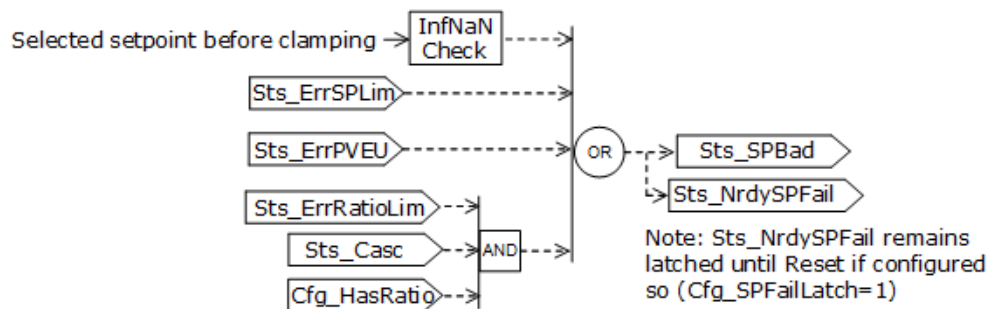 Selected setpoint before clamping
InfNaN
Check
Sts_ErrSPLim
Sts_ErrPVEU
OR
Sts_SPBad
Sts_NrdySPFail
Sts_ErrRatioLim
Sts_Casc
AND
Cfg_HasRatio
Note: Sts_NrdySPFail remains
latched until Reset if configured
so (Cfg_SPFailLatch=1)